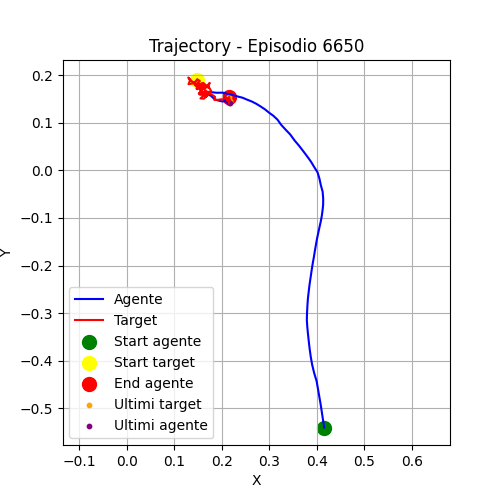 Trajectory - Episodio 6650
0.2
0.1
0.0
−0.1
−0.2
−0.3
−0.4
−0.5
Y
Agente
Target
Start agente
Start target
End agente
Ultimi target
Ultimi agente
−0.1 0.0 0.1 0.2 0.3 0.4 0.5 0.6
X